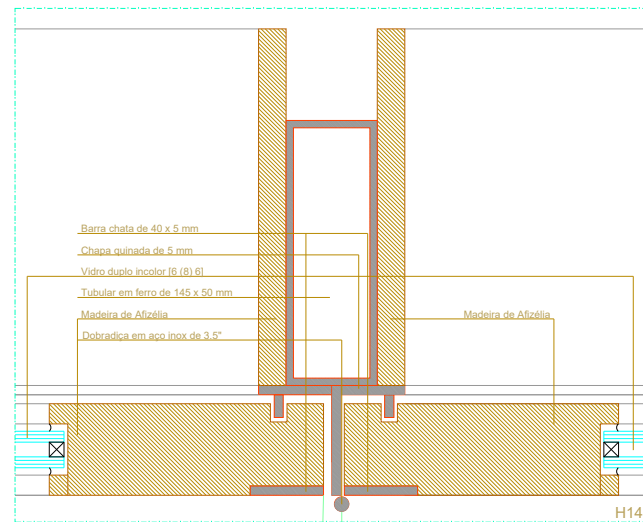 Barra chata de 40 x 5 mm
Chapa quinada de 5 mm
Vidro duplo incolor [6 (8) 6]
Tubular em ferro de 145 x 50 mm
Madeira de Afizélia
Madeira de Afizélia
Dobradiça em aço inox de 3.5"
H14